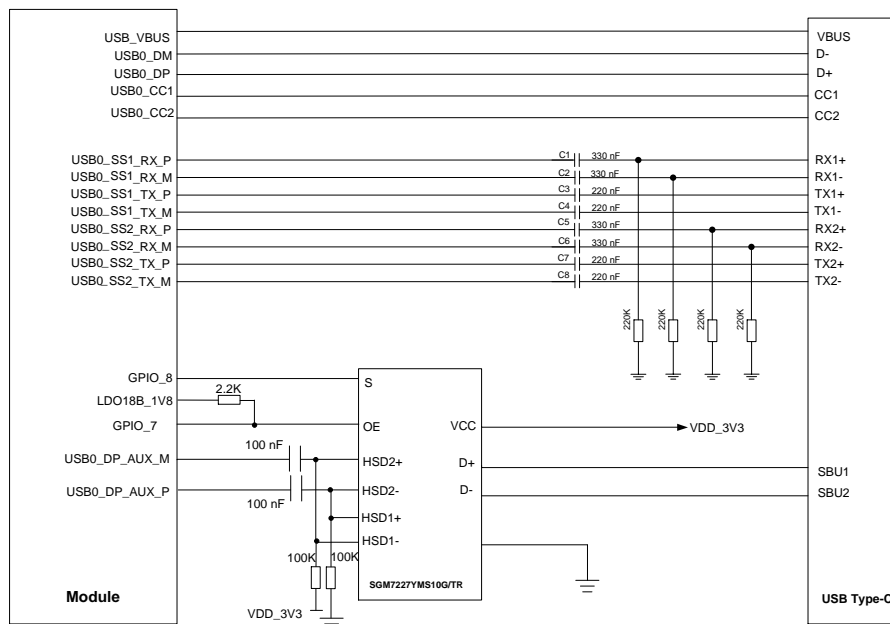 USB_VBUS VBUS
USB0_DM D-
USB0_DP D+
USB0_CC1 CC1
USB0_CC2 CC2
USB0_SS1_RX_P C1 330 nF RX1+
USB0_SS1_RX_M C2 330 nF RX1-
USB0_SS1_TX_P C3 220 nF TX1+
USB0_SS1_TX_M C4 220 nF TX1-
USB0_SS2_RX_P C5 330 nF RX2+
USB0_SS2_RX_M C6 330 nF RX2-
USB0_SS2_TX_P C7 220 nF TX2+
USB0_SS2_TX_M C8 220 nF TX2-
220K 220K 220K 220K
GPIO_8 S
LDO18B_1V8 2.2K
GPIO_7 OE VCC VDD_3V3
100 nF
USB0_DP_AUX_M HSD2+ D+ SBU1
USB0_DP_AUX_P HSD2- D- SBU2
100 nF
HSD1+
HSD1-
100K 100K
SGM7227YMS10G/TR
Module USB Type-C
VDD_3V3